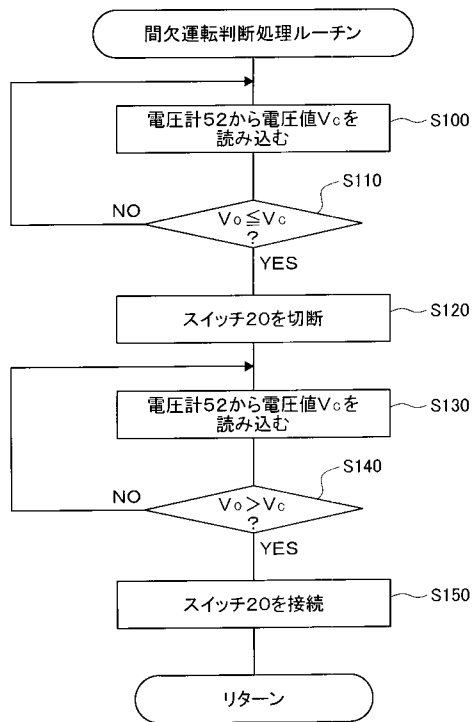 間欠運転判断処理ルーチン
電圧計52から電圧値Vcを
読み込む
S100
S110
NO
Vo≦Vc
?
YES
スイッチ20を切断
S120
電圧計52から電圧値Vcを
読み込む
S130
S140
NO
Vo>Vc
?
YES
スイッチ20を接続
S150
リターン